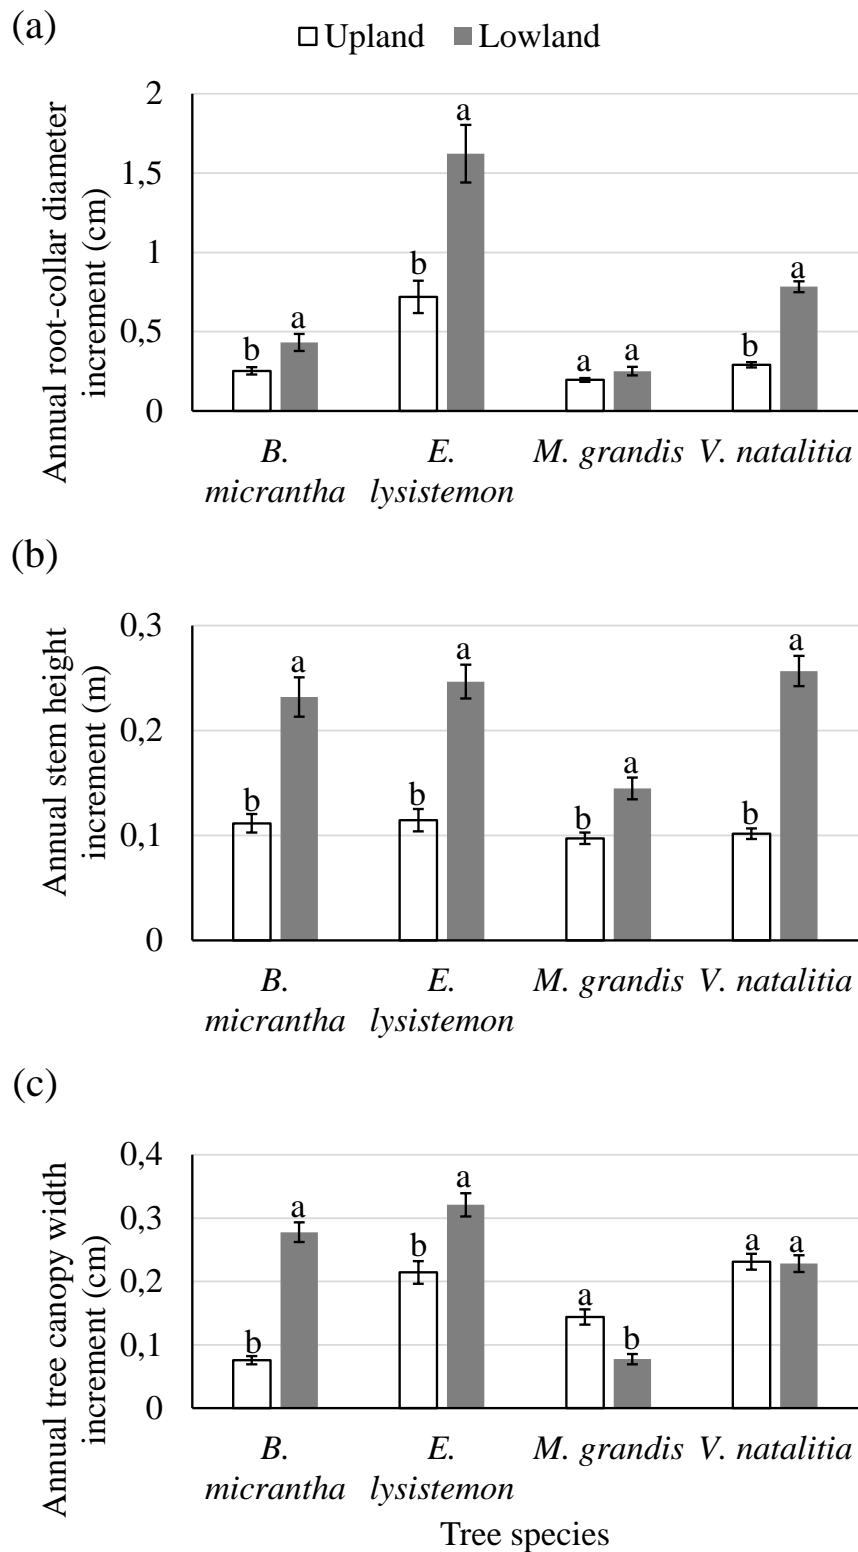 (a)
Upland Lowland
Annual root-collar diameter
increment (cm)
2
1,5
1
0,5
0
b a b a a a b a
B. E. M. grandis V. natalitia
micrantha lysistemon
(b)
Annual stem height
increment (m)
0,3
0,2
0,1
0
b a b a b a b a
B. E. M. grandis V. natalitia
micrantha lysistemon
(c)
Annual tree canopy width
increment (cm)
0,4
0,3
0,2
0,1
0
b a b a a b a a
B. E. M. grandis V. natalitia
micrantha lysistemon
Tree species